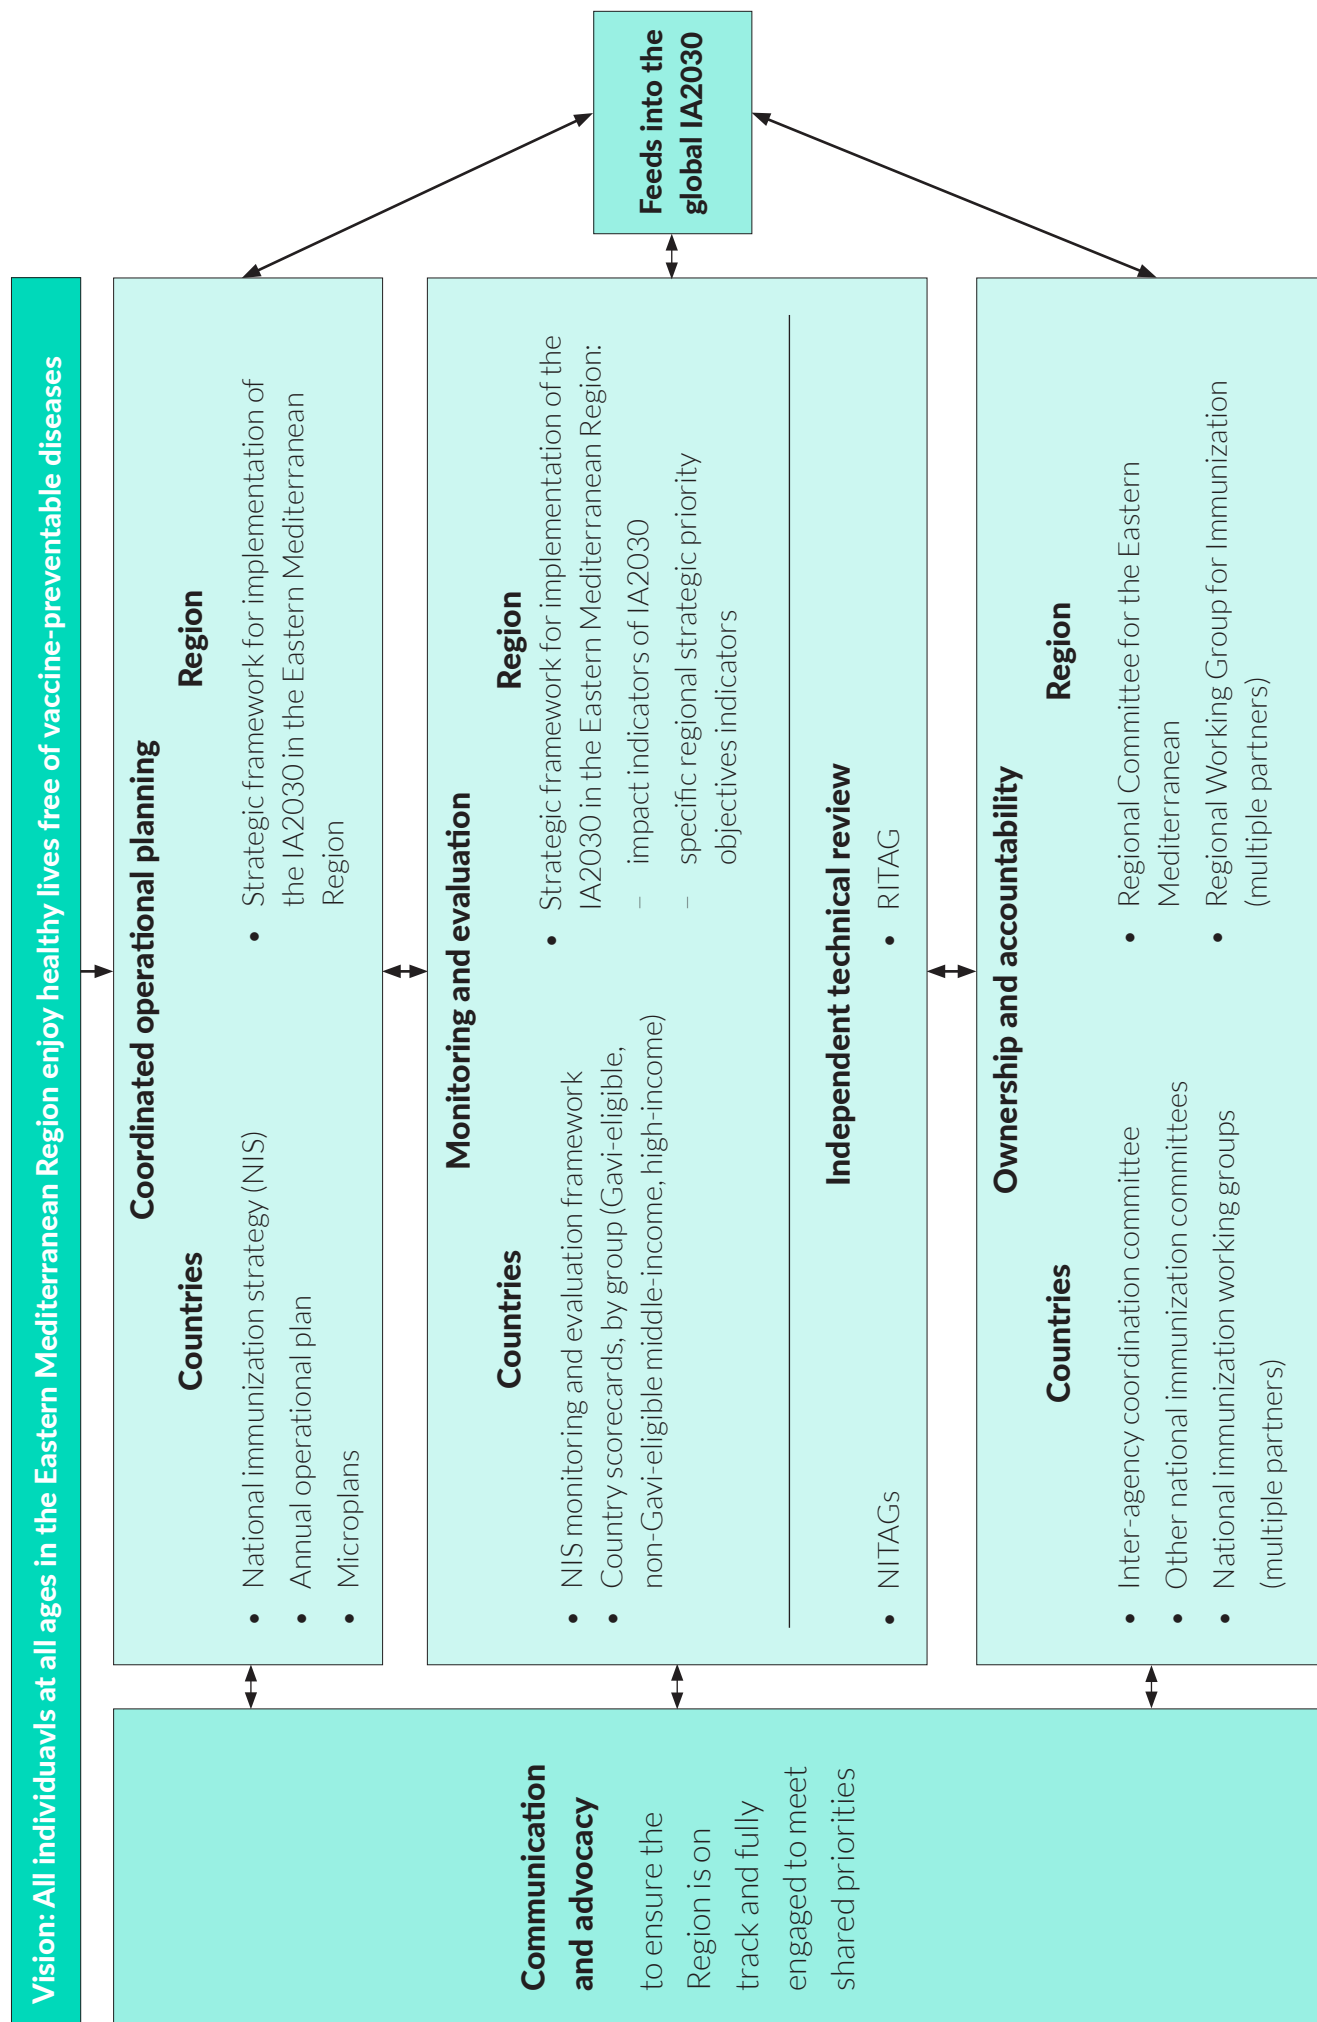 Vision: All individuavls at all ages in the Eastern Mediterranean Region enjoy healthy lives free of vaccine-preventable diseases
Communication
and advocacy
to ensure the
Region is on
track and fully
engaged to meet
shared priorities
Coordinated operational planning
Countries
• National immunization strategy (NIS)
• Annual operational plan
• Microplans
Region
• Strategic framework for implementation of
the IA2030 in the Eastern Mediterranean
Region
Monitoring and evaluation
Countries
• NIS monitoring and evaluation framework
• Country scorecards, by group (Gavi-eligible,
non-Gavi-eligible middle-income, high-income)
Region
• Strategic framework for implementation of the
IA2030 in the Eastern Mediterranean Region:
– impact indicators of IA2030
– specific regional strategic priority
objectives indicators
Independent technical review
• NITAGs
• RITAG
Ownership and accountability
Countries
• Inter-agency coordination committee
• Other national immunization committees
• National immunization working groups
(multiple partners)
Region
• Regional Committee for the Eastern
Mediterranean
• Regional Working Group for Immunization
(multiple partners)
Feeds into the
global IA2030